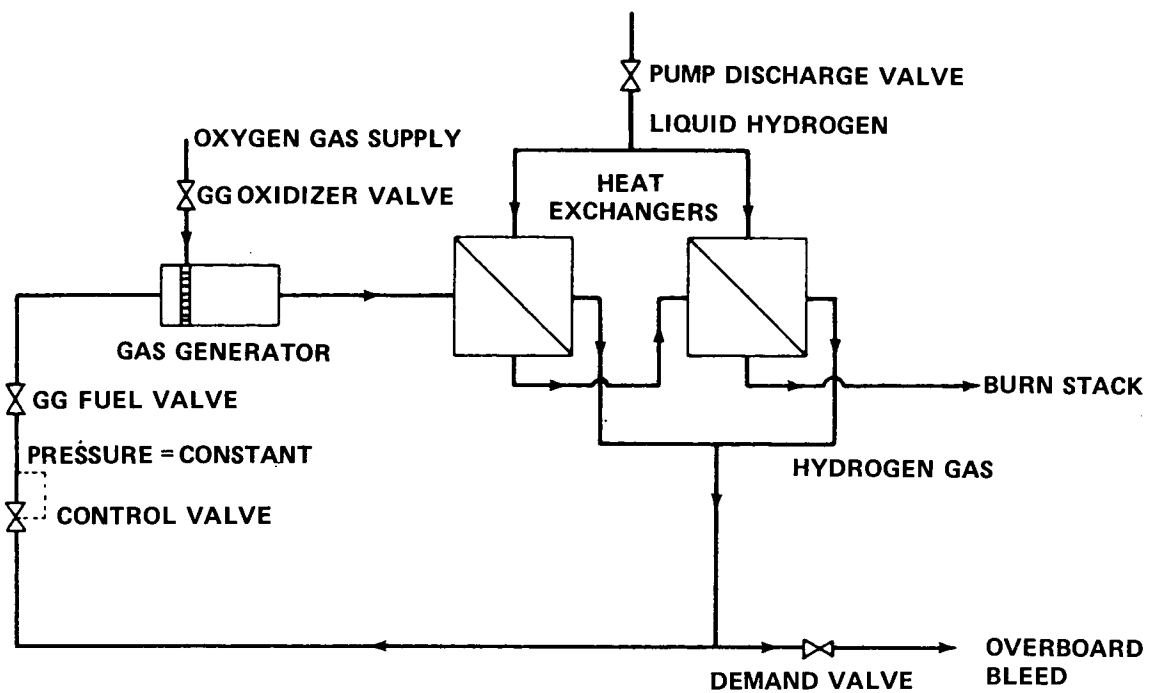 PUMP DISCHARGE VALVE
LIQUID HYDROGEN
OXYGEN GAS SUPPLY
GG OXIDIZER VALVE
HEAT
EXCHANGERS
GAS GENERATOR
GG FUEL VALVE
BURN STACK
PRESSURE = CONSTANT
HYDROGEN GAS
CONTROL VALVE
OVERBOARD
BLEED
DEMAND VALVE